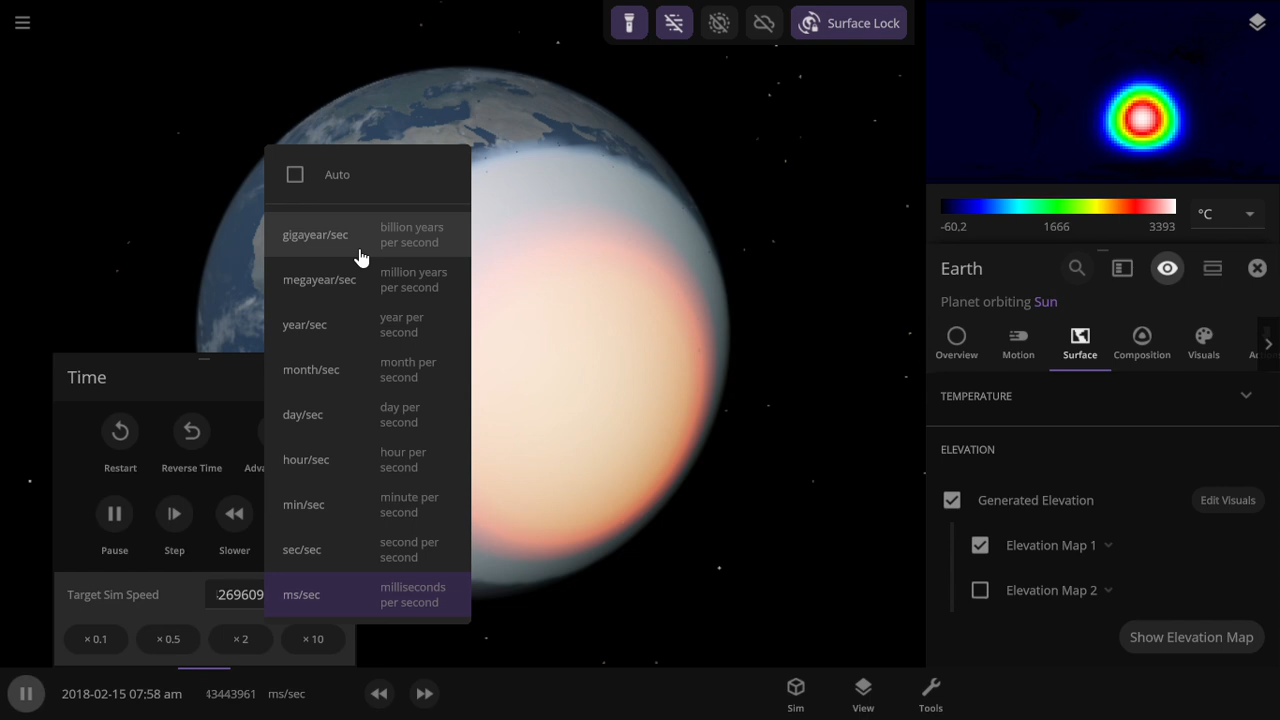 Surface Lock
-60,2 1666 3393
°C
Earth
Planet orbiting Sun
Overview Motion Surface Composition Visuals
TEMPERATURE
ELEVATION
Generated Elevation Edit Visuals
Elevation Map 1
Elevation Map 2
Show Elevation Map
Auto
gigayear/sec billion years
per second
megayear/sec million years
per second
year/sec year per
second
month/sec month per
second
day/sec day per
second
hour/sec hour per
second
min/sec minute per
second
sec/sec second per
second
ms/sec milliseconds
per second
Time
Restart Reverse Time Adva
Pause Step Slower
Target Sim Speed 269609
× 0.1 × 0.5 × 2 × 10
2018-02-15 07:58 am 43443961 ms/sec
Sim View Tools